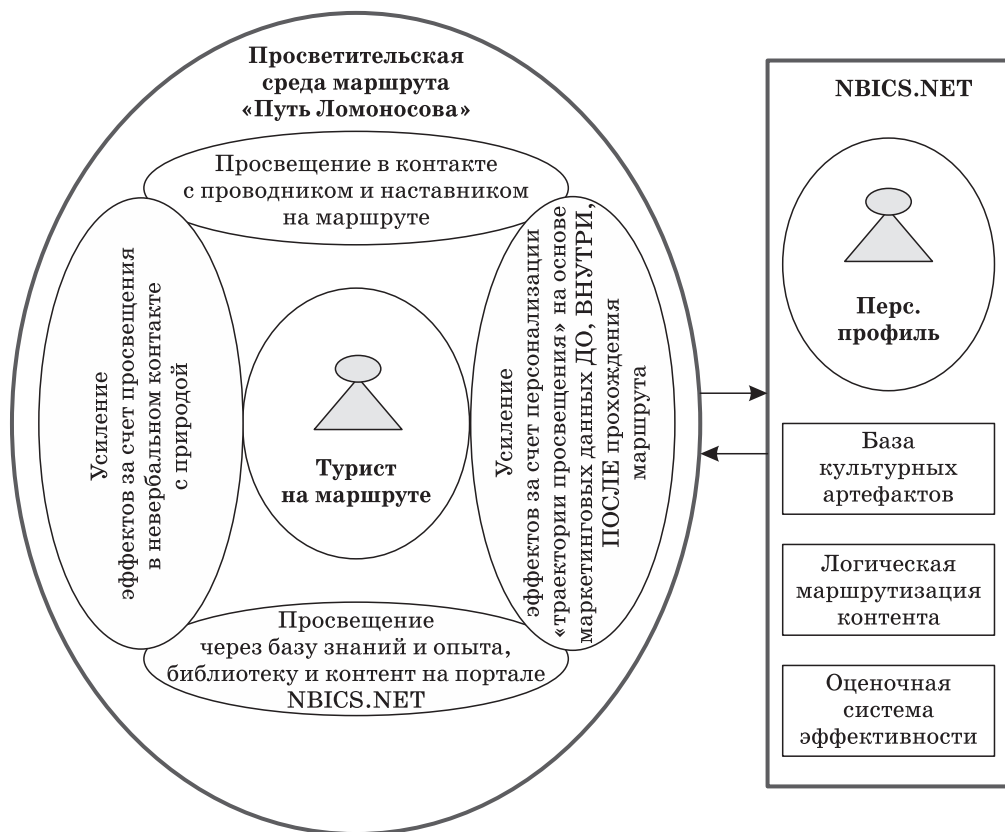 Просветительская
среда маршрута
«Путь Ломоносова»
Просвещение в контакте
с проводником и наставником
на маршруте
Усиление
эффектов за счет просвещения
в невербальном контакте
с природой
Турист
на маршруте
Усиление
эффектов за счет персонализации
«траектории просвещения» на основе
маркетинговых данных ДО, ВНУТРИ,
ПОСЛЕ прохождения
маршрута
Просвещение
через базу знаний и опыта,
библиотеку и контент на портале
NBICS.NET
NBICS.NET
Перс.
профиль
База
культурных
артефактов
Логическая
маршрутизация
контента
Оценочная
система
эффективности